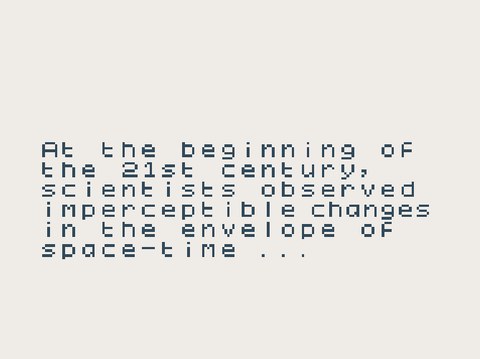 At the beginning of
the 21st century,
scientists observed
imperceptible changes
in the envelope of
space-time ...